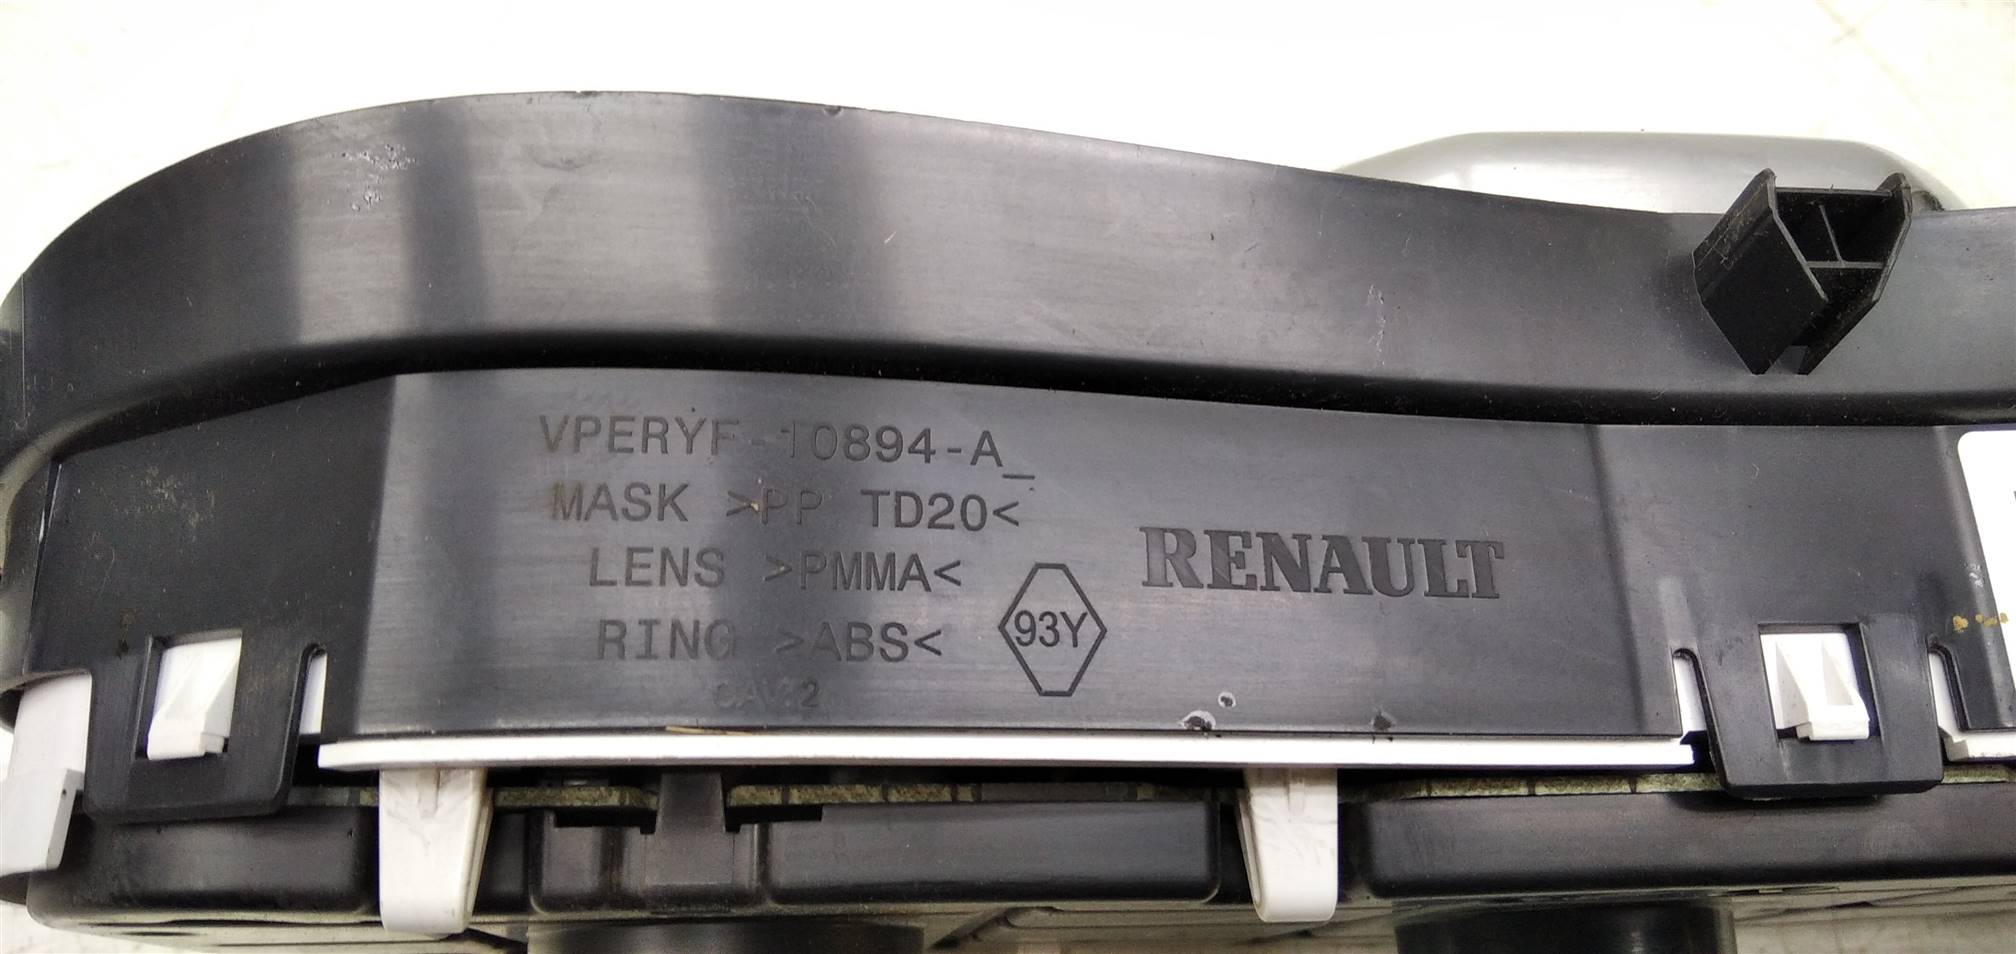 VPERYF-10894-A_
MASK >PP TD20<
LENS >PMMA<
RING >ABS<
93Y
RENAULT